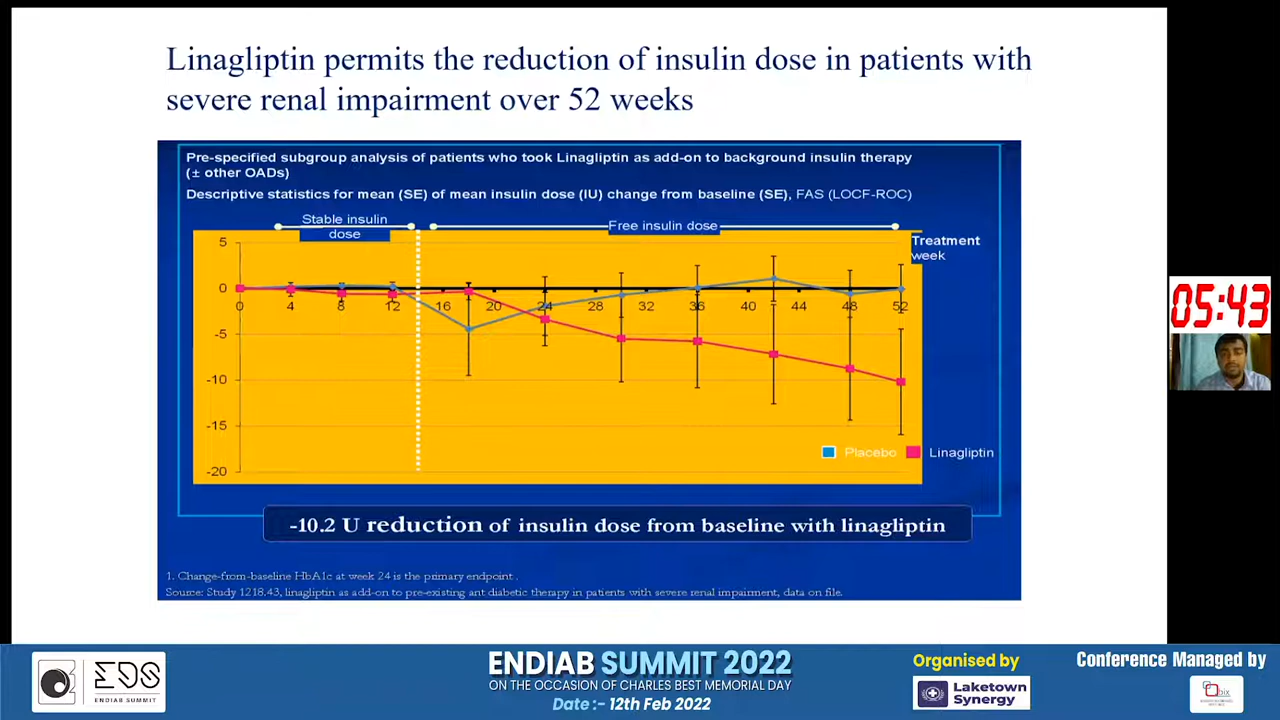 Linagliptin permits the reduction of insulin dose in patients with
severe renal impairment over 52 weeks
Pre-specified subgroup analysis of patients who took Linagliptin as add-on to background insulin therapy
(± other OADs)
Descriptive statistics for mean (SE) of mean insulin dose (IU) change from baseline (SE), FAS (LOCF-ROC)
Stable insulin
dose
Free insulin dose
Treatment
week
5
0
-5
-10
-15
-20
0 4 8 12 16 20 24 28 32 36 40 44 48 52
Placebo Linagliptin
-10.2 U reduction of insulin dose from baseline with linagliptin
1. Change-from-baseline HbA1c at week 24 is the primary endpoint .
Source: Study 1218.43, linagliptin as add-on to pre-existing ant diabetic therapy in patients with severe renal impairment, data on file.
05:43
EDS
ENDIAB SUMMIT
ENDIAB SUMMIT 2022
ON THE OCCASION OF CHARLES BEST MEMORIAL DAY
Date :- 12th Feb 2022
Organised by
Laketown
Synergy
Conference Managed by